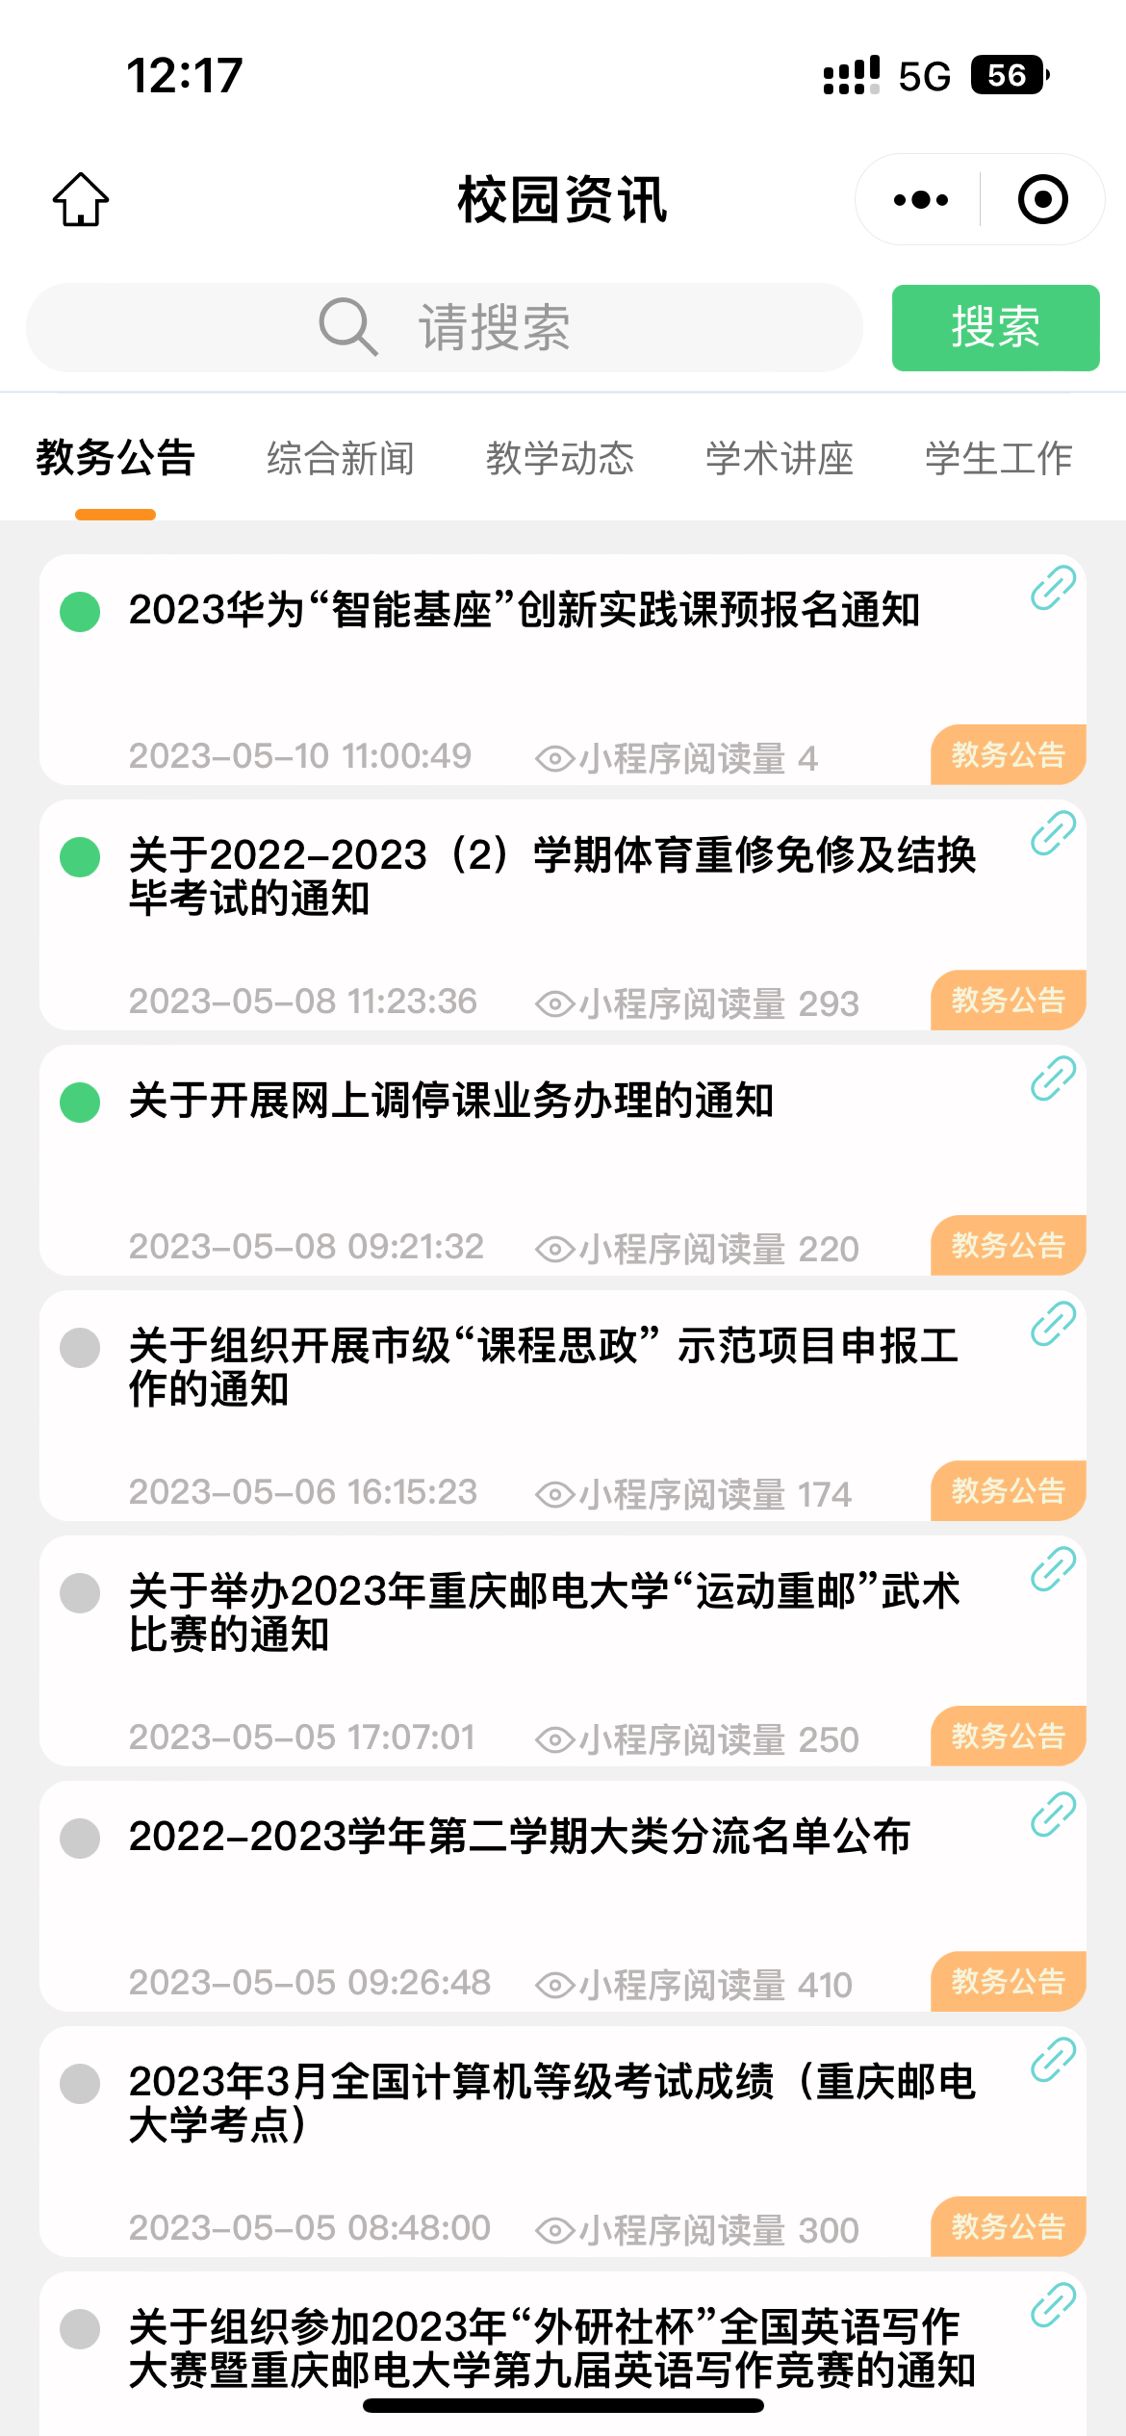 12:17
5G 56
校园资讯
请搜索
搜索
教务公告 综合新闻 教学动态 学术讲座 学生工作
2023华为“智能基座”创新实践课预报名通知
2023-05-10 11:00:49 小程序阅读量 4 教务公告
关于2022-2023（2）学期体育重修免修及结换
毕考试的通知
2023-05-08 11:23:36 小程序阅读量 293 教务公告
关于开展网上调停课业务办理的通知
2023-05-08 09:21:32 小程序阅读量 220 教务公告
关于组织开展市级“课程思政” 示范项目申报工
作的通知
2023-05-06 16:15:23 小程序阅读量 174 教务公告
关于举办2023年重庆邮电大学“运动重邮”武术
比赛的通知
2023-05-05 17:07:01 小程序阅读量 250 教务公告
2022-2023学年第二学期大类分流名单公布
2023-05-05 09:26:48 小程序阅读量 410 教务公告
2023年3月全国计算机等级考试成绩（重庆邮电
大学考点）
2023-05-05 08:48:00 小程序阅读量 300 教务公告
关于组织参加2023年“外研社杯”全国英语写作
大赛暨重庆邮电大学第九届英语写作竞赛的通知